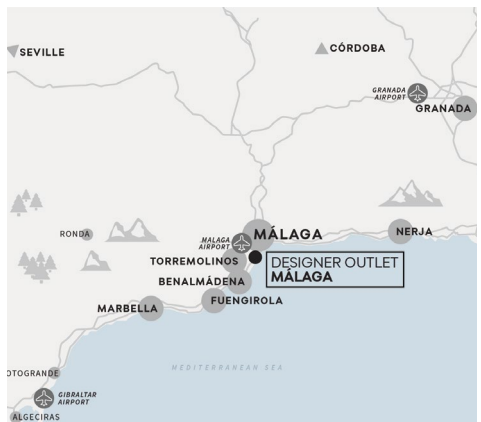 SEVILLE
CÓRDOBA
GRANADA
AIRPORT
GRANADA
RONDA
MALAGA
AIRPORT
MÁLAGA
NERJA
TORREMOLINOS
DESIGNER OUTLET
MÁLAGA
BENALMÁDENA
MARBELLA
FUENGIROLA
MEDITERRANEAN SEA
OTOGRANDE
GIBRALTAR
AIRPORT
ALGECIRAS